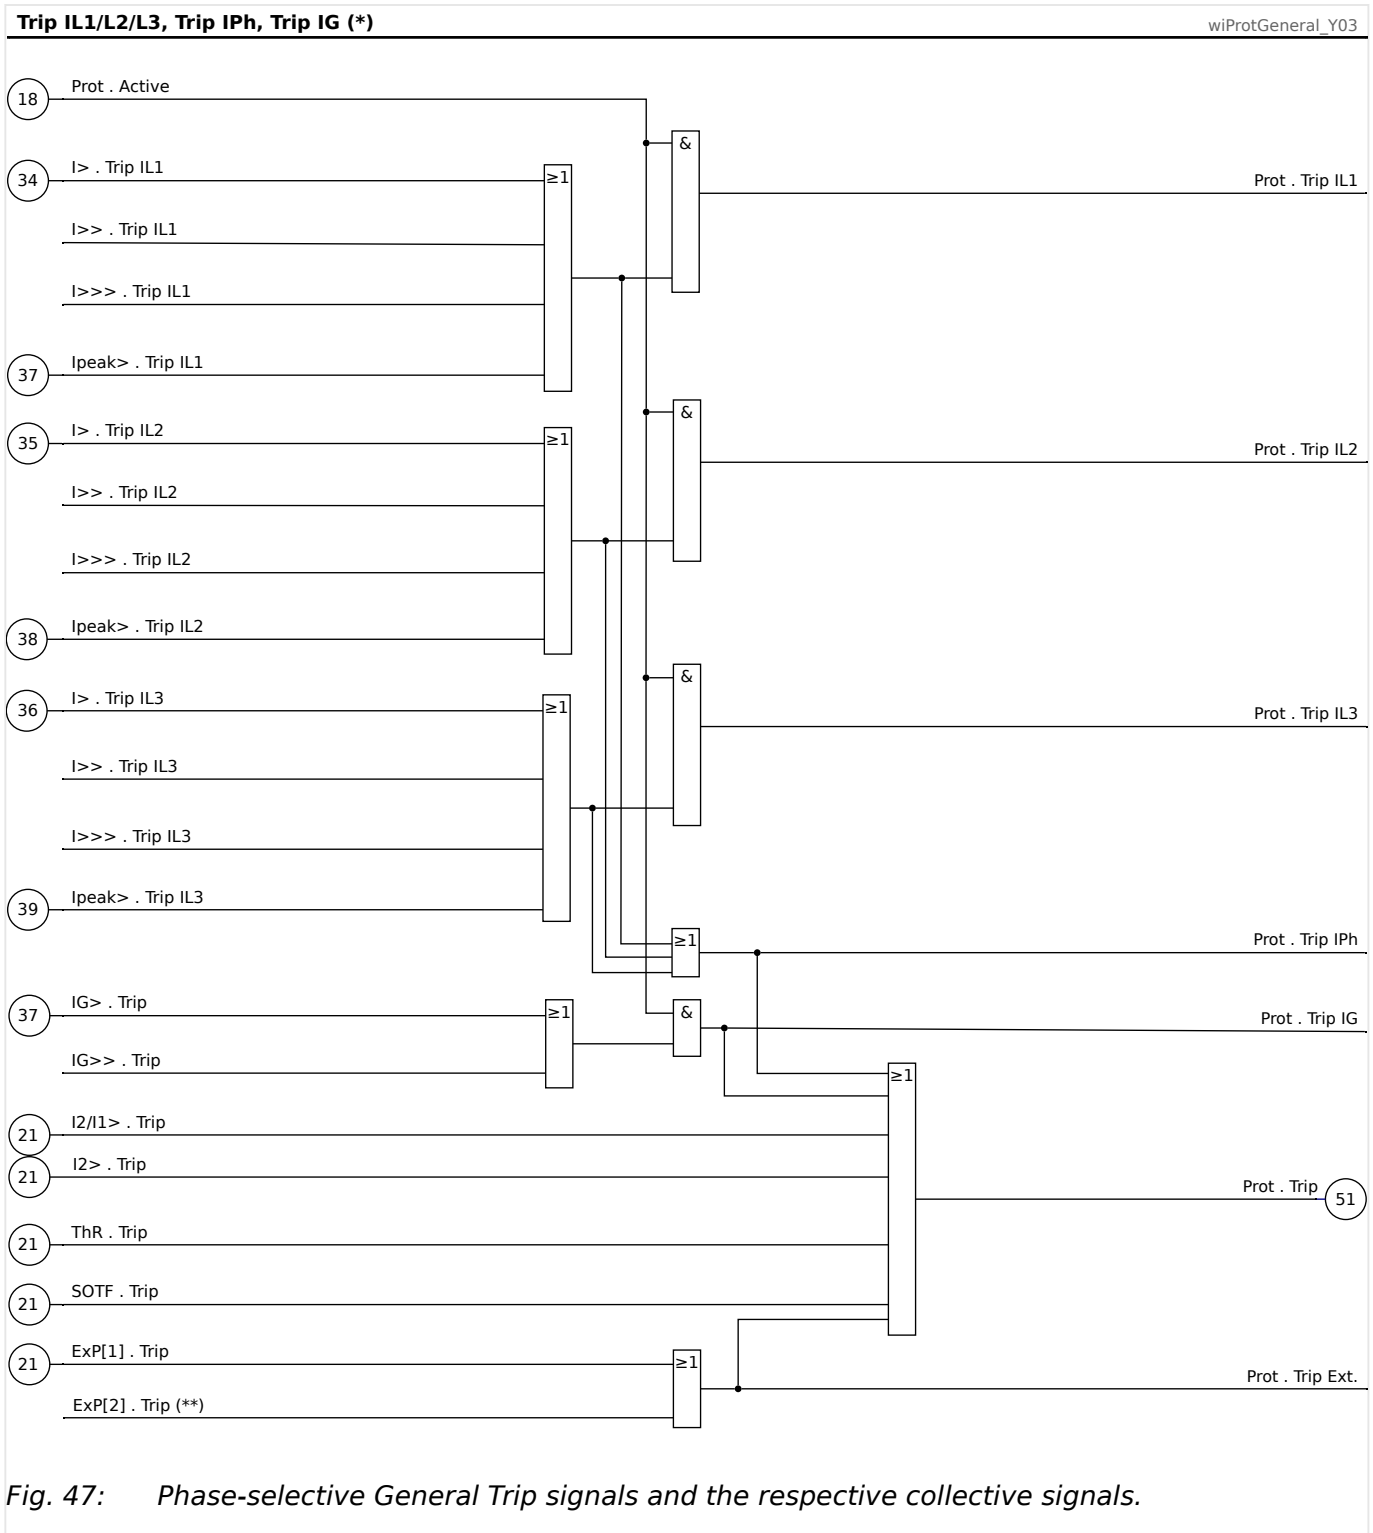 Trip IL1/L2/L3, Trip IPh, Trip IG (*)
wiProtGeneral_Y03
18
Prot . Active
&
34
I> . Trip IL1
≥1
Prot . Trip IL1
I>> . Trip IL1
I>>> . Trip IL1
37
Ipeak> . Trip IL1
&
35
I> . Trip IL2
≥1
Prot . Trip IL2
I>> . Trip IL2
I>>> . Trip IL2
38
Ipeak> . Trip IL2
&
36
I> . Trip IL3
≥1
Prot . Trip IL3
I>> . Trip IL3
I>>> . Trip IL3
39
Ipeak> . Trip IL3
≥1
Prot . Trip IPh
37
IG> . Trip
≥1
&
Prot . Trip IG
IG>> . Trip
≥1
21
I2/I1> . Trip
21
I2> . Trip
Prot . Trip
51
21
ThR . Trip
21
SOTF . Trip
21
ExP[1] . Trip
≥1
Prot . Trip Ext.
ExP[2] . Trip (**)
Fig. 47: Phase-selective General Trip signals and the respective collective signals.